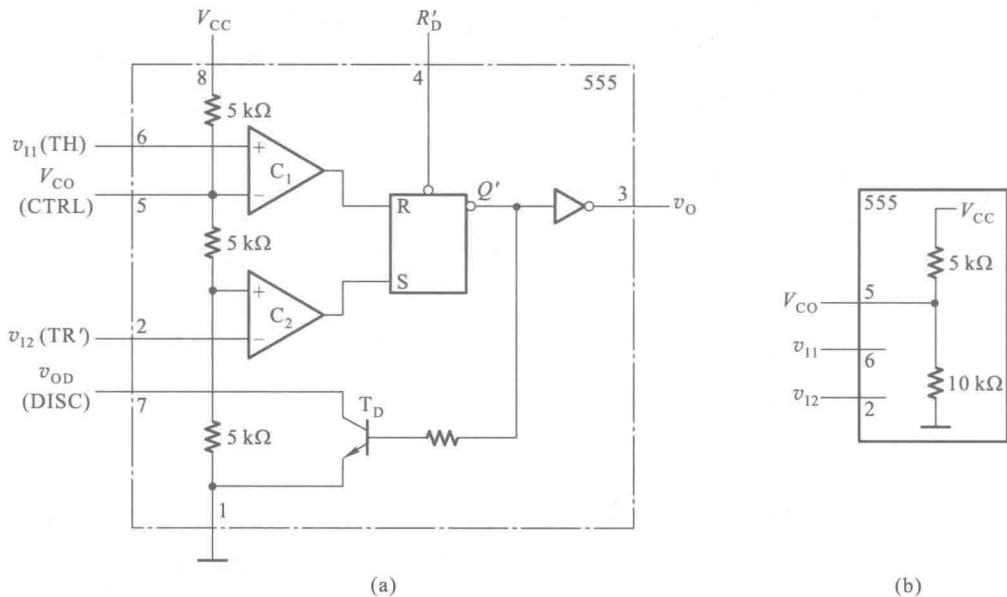 V_CC
R'_D
8
4
555
5 kΩ
v_I1 (TH)
6
+
C_1
−
V_CO
(CTRL)
5
Q'
3
v_O
R
5 kΩ
S
+
C_2
−
v_I2 (TR')
2
v_OD
(DISC)
7
T_D
5 kΩ
1
(a)
555
V_CC
5 kΩ
V_CO
5
v_I1
6
10 kΩ
v_I2
2
(b)